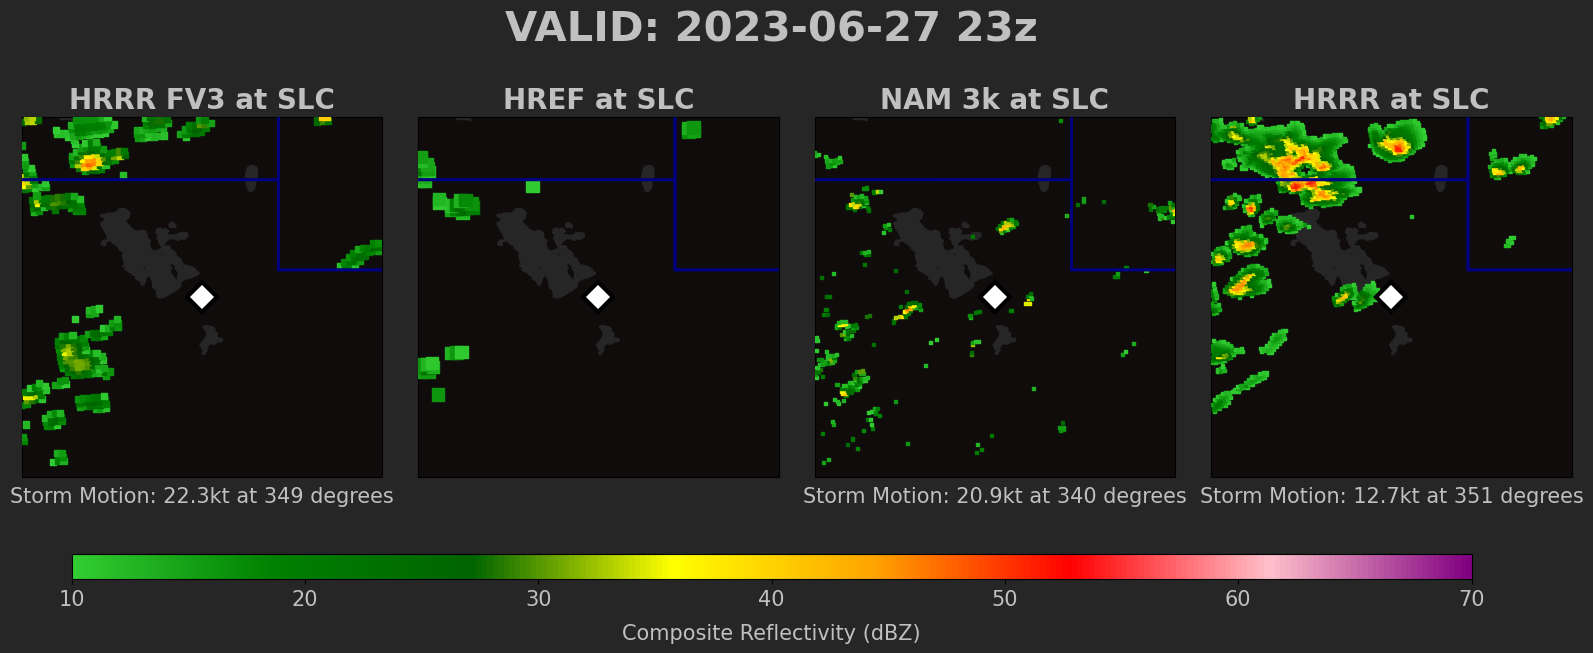 VALID: 2023-06-27 23z
HRRR FV3 at SLC
HREF at SLC
NAM 3k at SLC
HRRR at SLC
Storm Motion: 22.3kt at 349 degrees
Storm Motion: 20.9kt at 340 degrees
Storm Motion: 12.7kt at 351 degrees
10 20 30 40 50 60 70
Composite Reflectivity (dBZ)